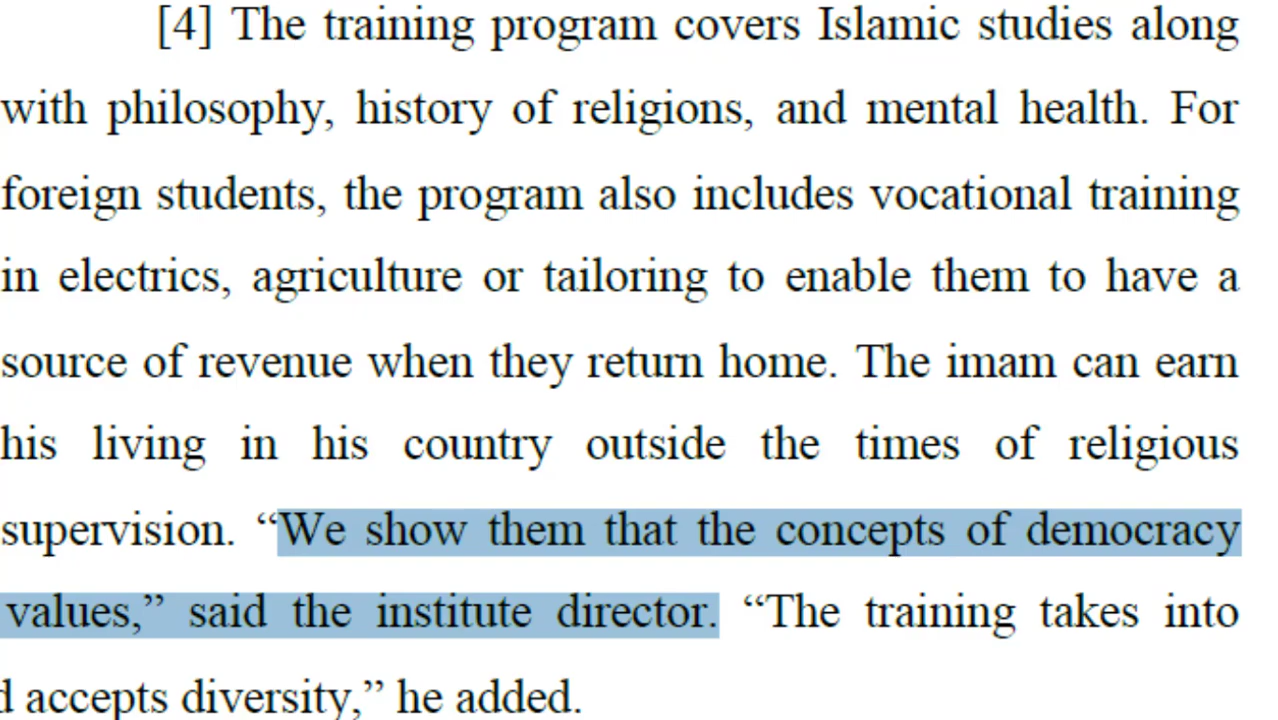 [4] The training program covers Islamic studies along
with philosophy, history of religions, and mental health. For
foreign students, the program also includes vocational training
in electrics, agriculture or tailoring to enable them to have a
source of revenue when they return home. The imam can earn
his living in his country outside the times of religious
supervision. “We show them that the concepts of democracy
values,” said the institute director. “The training takes into
accepts diversity,” he added.